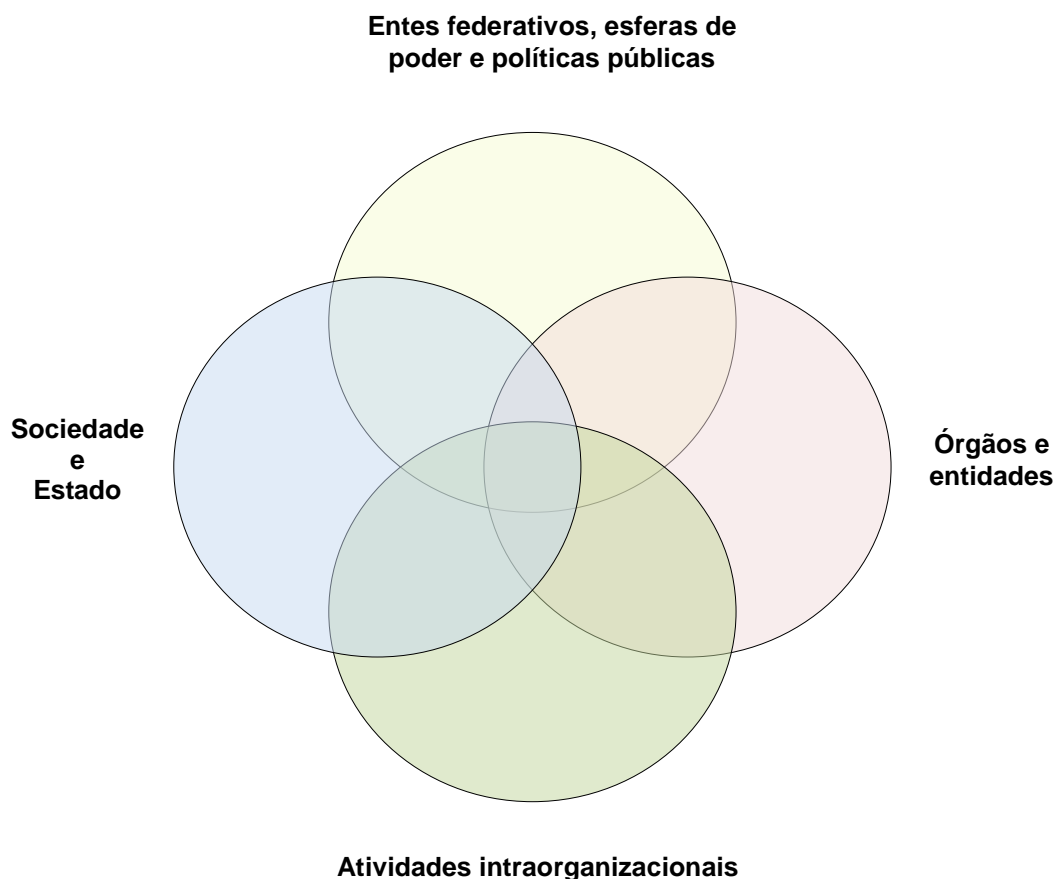 Entes federativos, esferas de
poder e políticas públicas
Sociedade
e
Estado
Órgãos e
entidades
Atividades intraorganizacionais